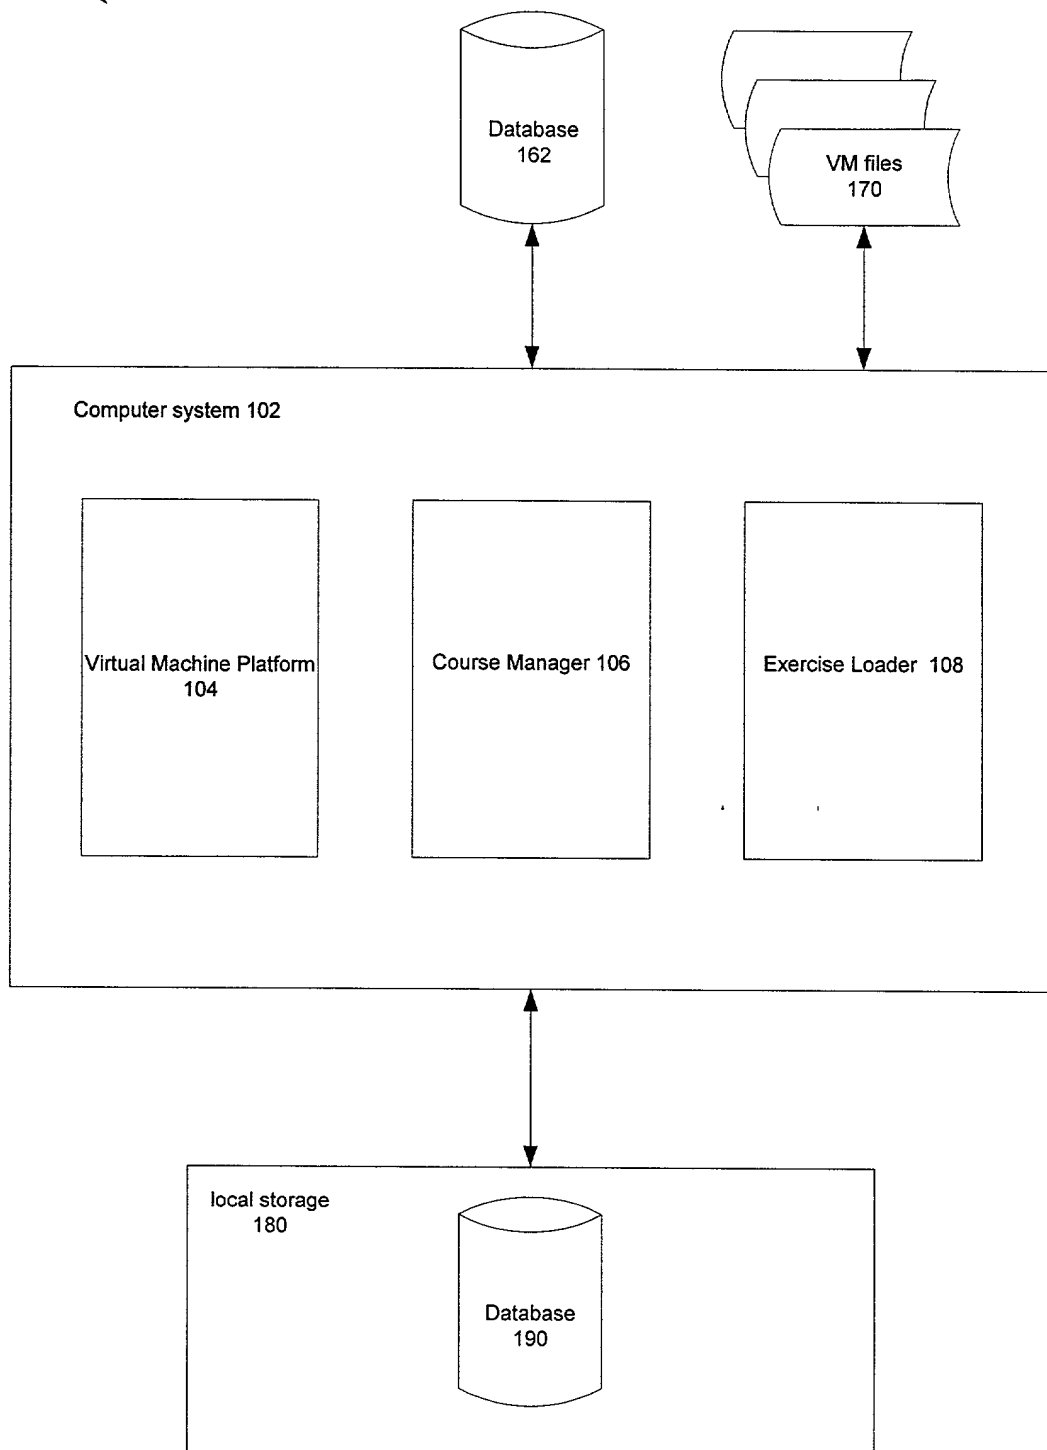 Database
162
VM files
170
Computer system 102
Virtual Machine Platform
104
Course Manager 106
Exercise Loader 108
local storage
180
Database
190